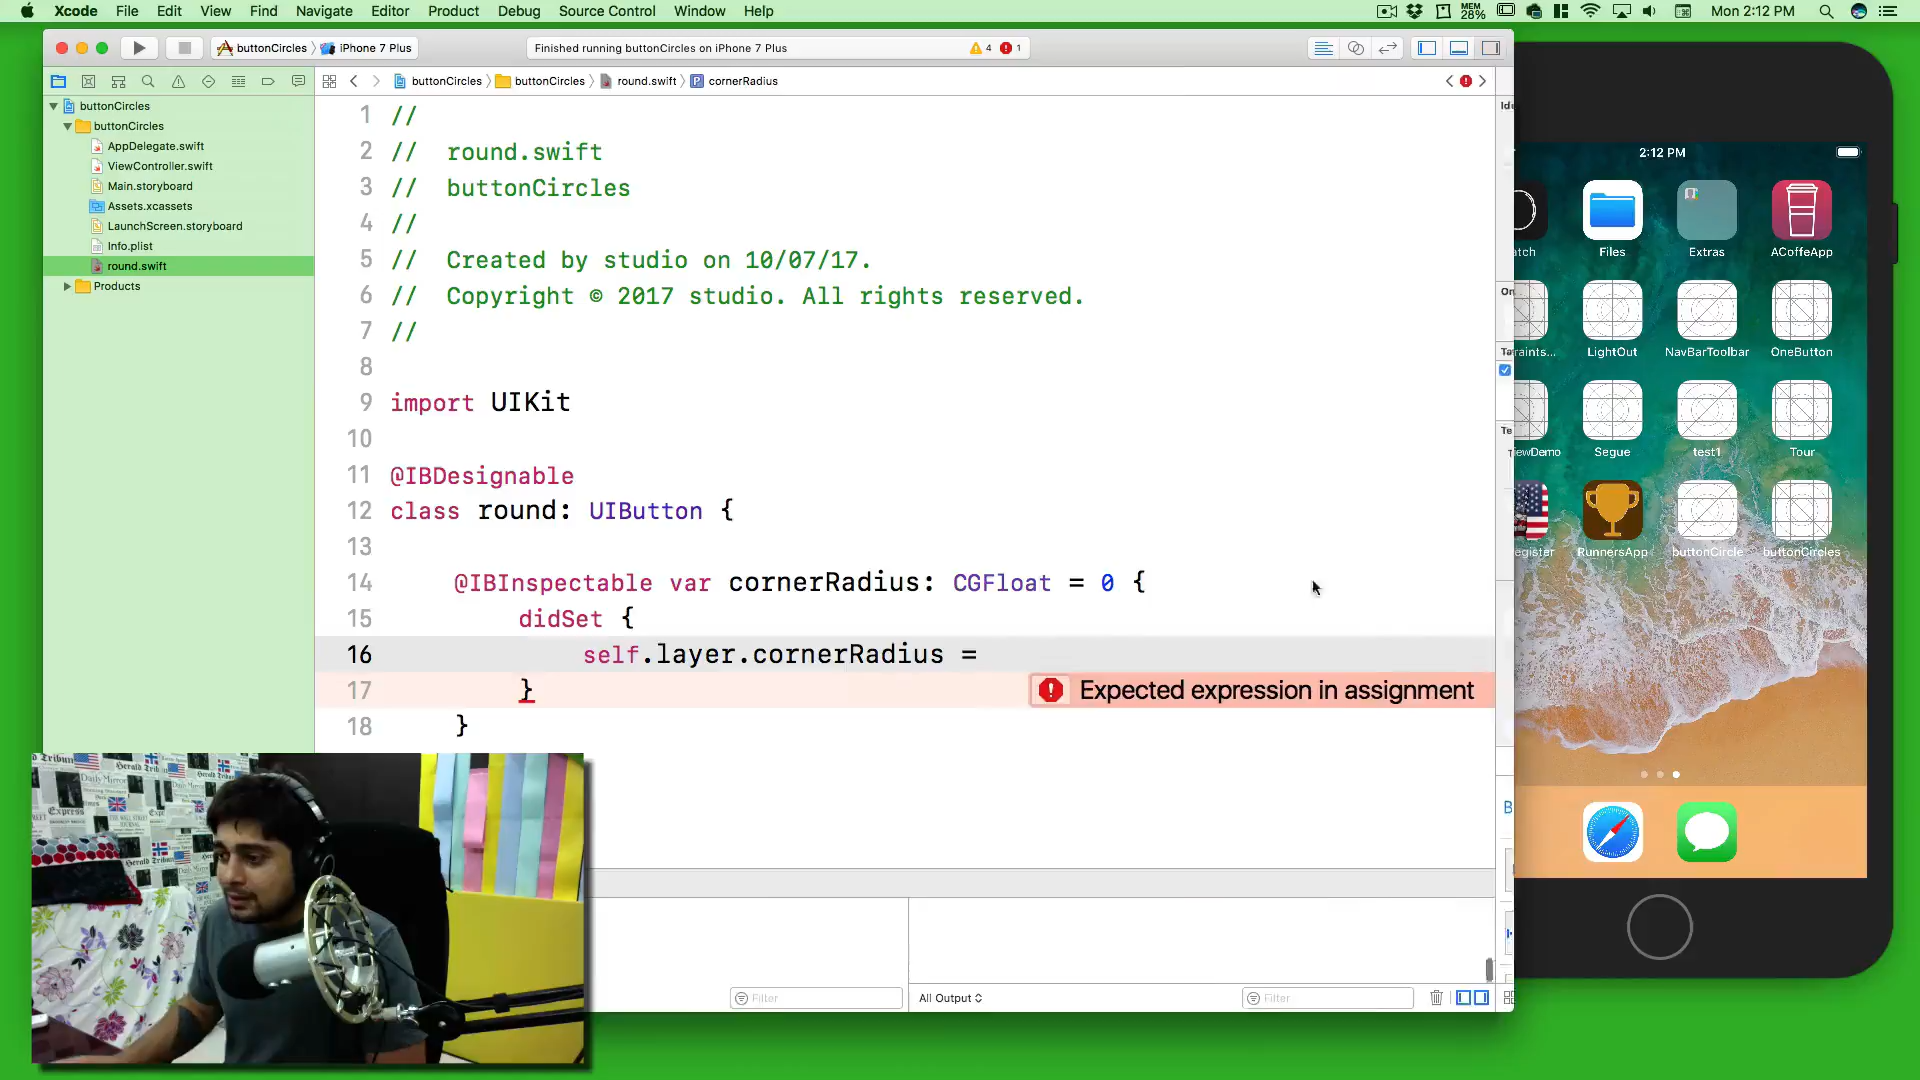 Xcode File Edit View Find Navigate Editor Product Debug Source Control Window Help
MEM 28% Mon 2:12 PM
buttonCircles iPhone 7 Plus
Finished running buttonCircles on iPhone 7 Plus
4 1
buttonCircles buttonCircles round.swift cornerRadius
buttonCircles
buttonCircles
AppDelegate.swift
ViewController.swift
Main.storyboard
Assets.xcassets
LaunchScreen.storyboard
Info.plist
round.swift
Products
1 //
2 // round.swift
3 // buttonCircles
4 //
5 // Created by studio on 10/07/17.
6 // Copyright © 2017 studio. All rights reserved.
7 //
8
9 import UIKit
10
11 @IBDesignable
12 class round: UIButton {
13
14 @IBInspectable var cornerRadius: CGFloat = 0 {
15 didSet {
16 self.layer.cornerRadius =
17 }
Expected expression in assignment
18 }
Filter
All Output
Filter
2:12 PM
Files Extras ACoffeApp
LightOut NavBarToolbar OneButton
Segue test1 Tour
RunnersApp buttonCircle buttonCircles